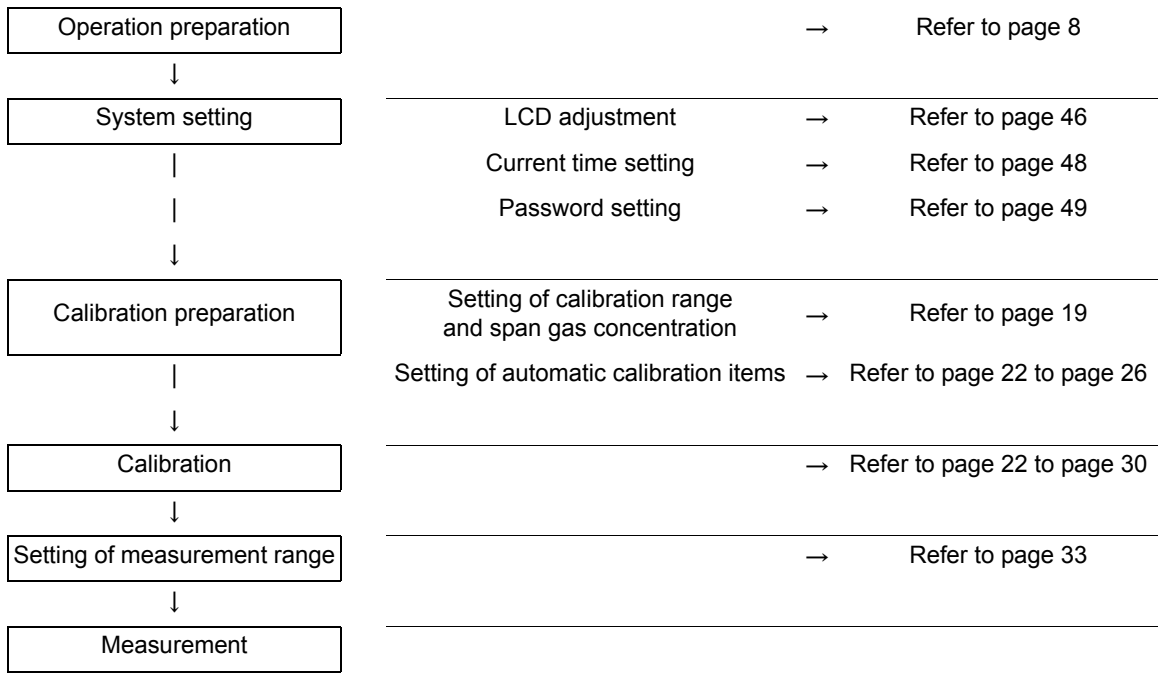 Operation preparation → Refer to page 8
↓
System setting LCD adjustment → Refer to page 46
| Current time setting → Refer to page 48
| Password setting → Refer to page 49
↓
Calibration preparation Setting of calibration range
and span gas concentration → Refer to page 19
| Setting of automatic calibration items → Refer to page 22 to page 26
↓
Calibration → Refer to page 22 to page 30
↓
Setting of measurement range → Refer to page 33
↓
Measurement